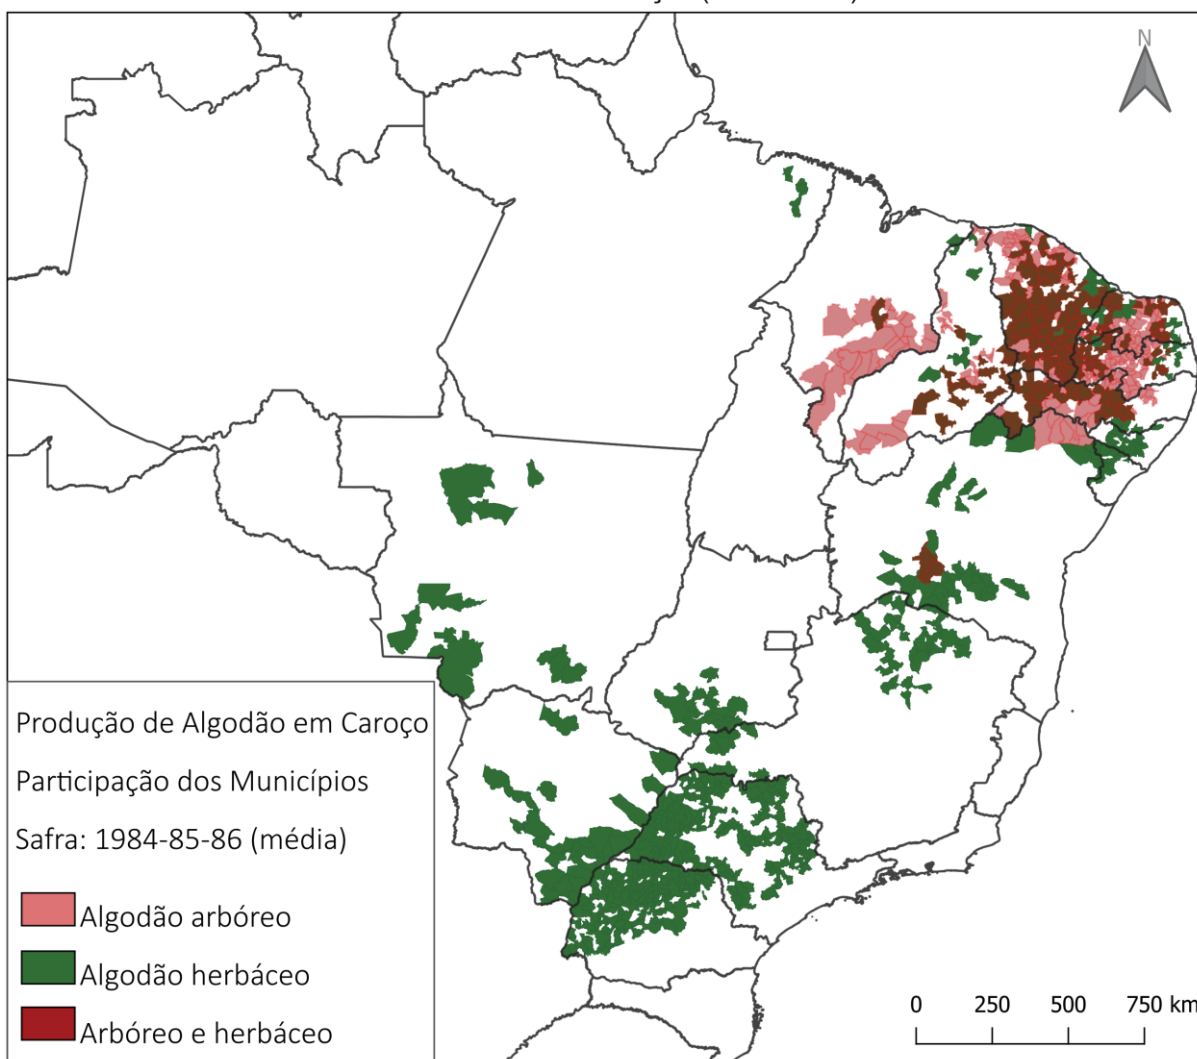 N
Produção de Algodão em Caroço
Participação dos Municípios
Safra: 1984-85-86 (média)
Algodão arbóreo
Algodão herbáceo
Arbóreo e herbáceo
0 250 500 750 km